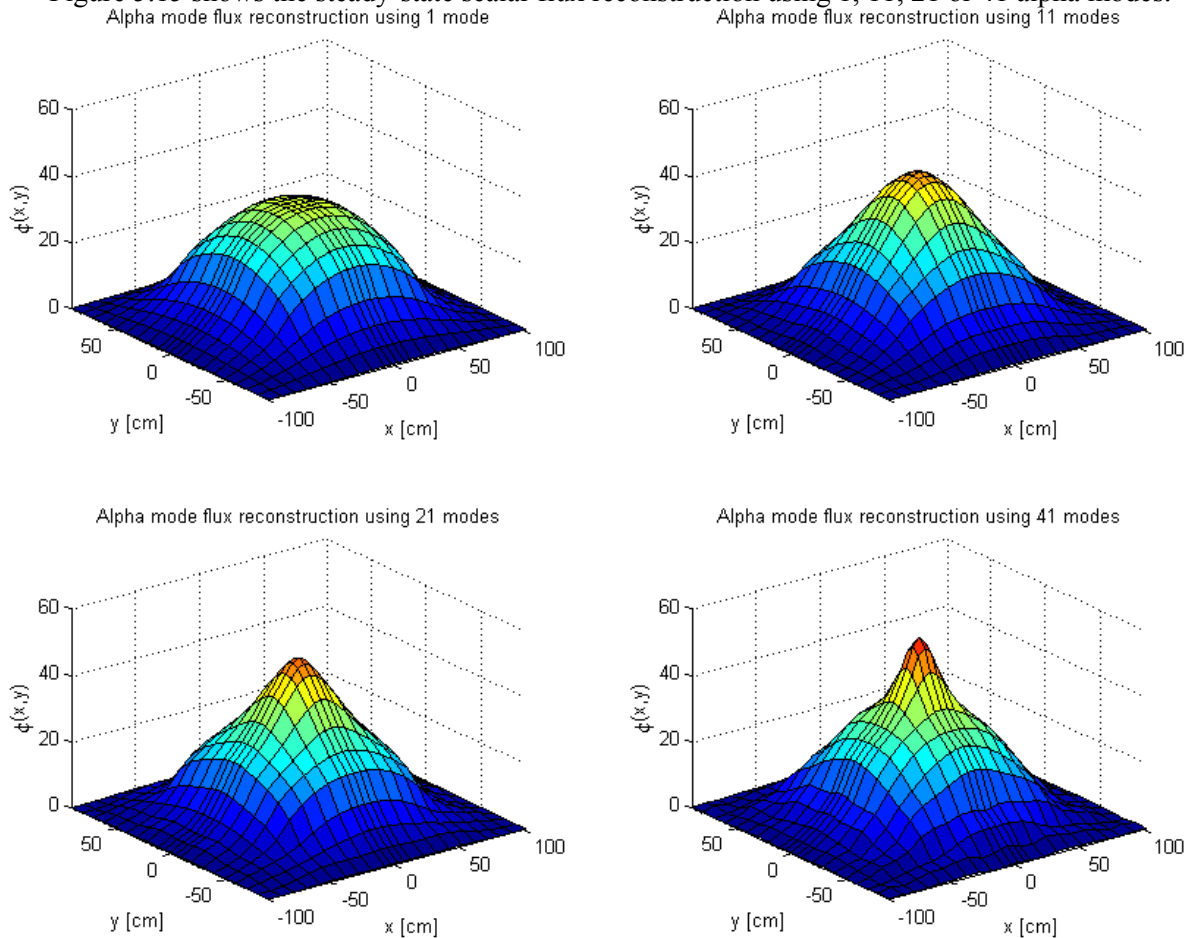 Figure 3.13 shows the steady-state scalar flux reconstruction using 1, 11, 21 or 41 alpha modes.
Alpha mode flux reconstruction using 1 mode
60
40
20
0
ϕ(x,y)
50
0
-50
y [cm]
-100
-50
0
50
100
x [cm]
Alpha mode flux reconstruction using 11 modes
60
40
20
0
ϕ(x,y)
50
0
-50
y [cm]
-100
-50
0
50
100
x [cm]
Alpha mode flux reconstruction using 21 modes
60
40
20
0
ϕ(x,y)
50
0
-50
y [cm]
-100
-50
0
50
100
x [cm]
Alpha mode flux reconstruction using 41 modes
60
40
20
0
ϕ(x,y)
50
0
-50
y [cm]
-100
-50
0
50
100
x [cm]